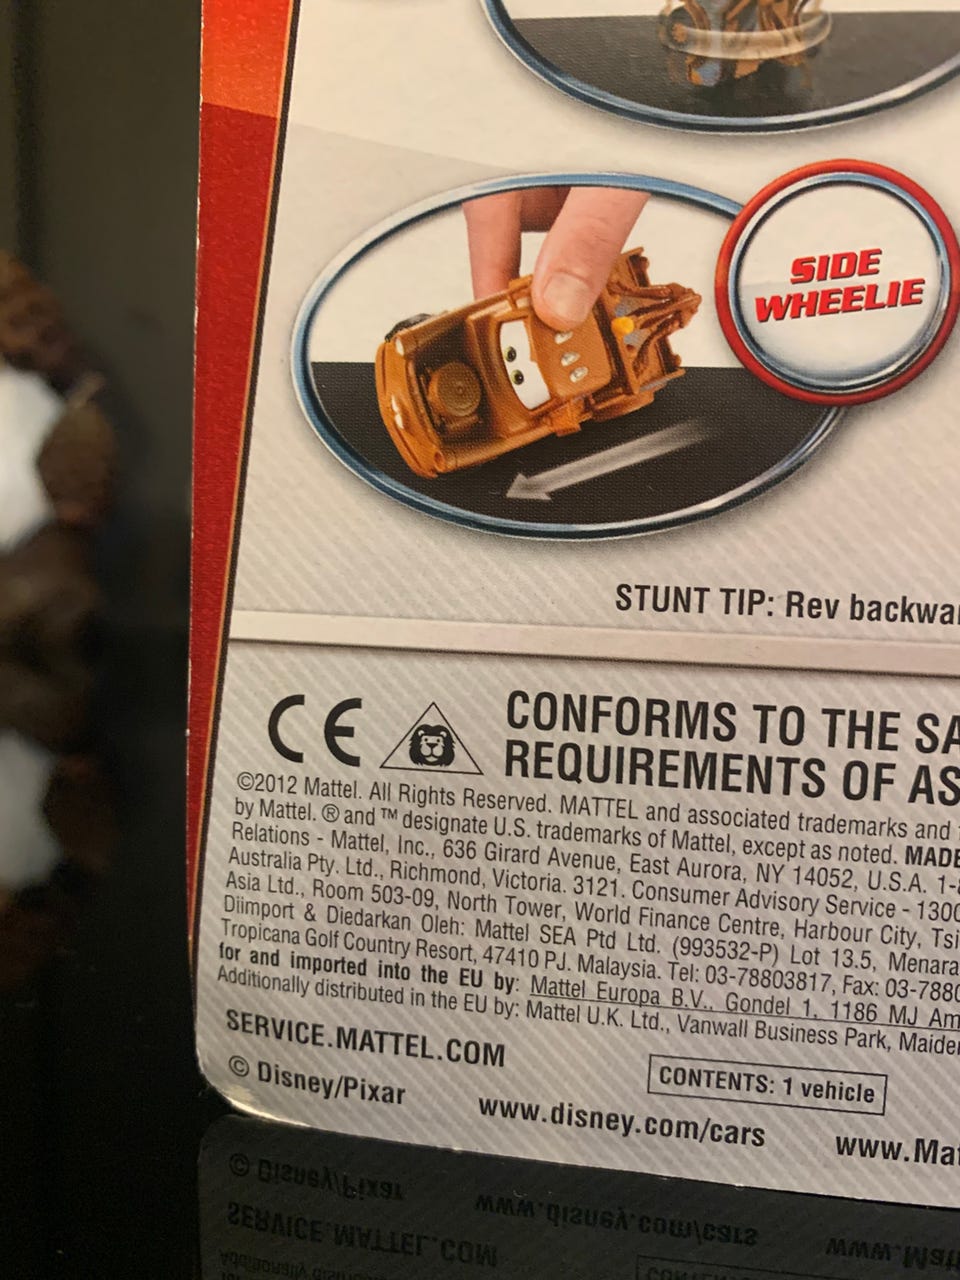 SIDE
WHEELIE
STUNT TIP: Rev
CE
CONFORMS TO THE
REQUIREMENTS OF
©2012 Mattel. All Rights Reserved. MATTEL and associated trademarks and
by Mattel. ® and ™ designate U.S. trademarks of Mattel, except as noted. MADE
Relations - Mattel, Inc., 636 Girard Avenue, East Aurora, NY 14052, U.S.A.
Australia Pty. Ltd., Richmond, Victoria. 3121. Consumer Advisory Service - 1300
Asia Ltd., Room 503-09, North Tower, World Finance Centre, Harbour City,
Diimport & Diedarkan Oleh: Mattel SEA Ptd Ltd. (993532-P) Lot 13.5, Menara
Tropicana Golf Country Resort, 47410 PJ. Malaysia. Tel: 03-78803817, Fax:
for and imported into the EU by: Mattel Europa B.V., Gondel 1, 1186 MJ
Additionally distributed in the EU by: Mattel U.K. Ltd., Vanwall Business Park,
SERVICE.MATTEL.COM
© Disney/Pixar
CONTENTS: 1 vehicle
www.disney.com/cars